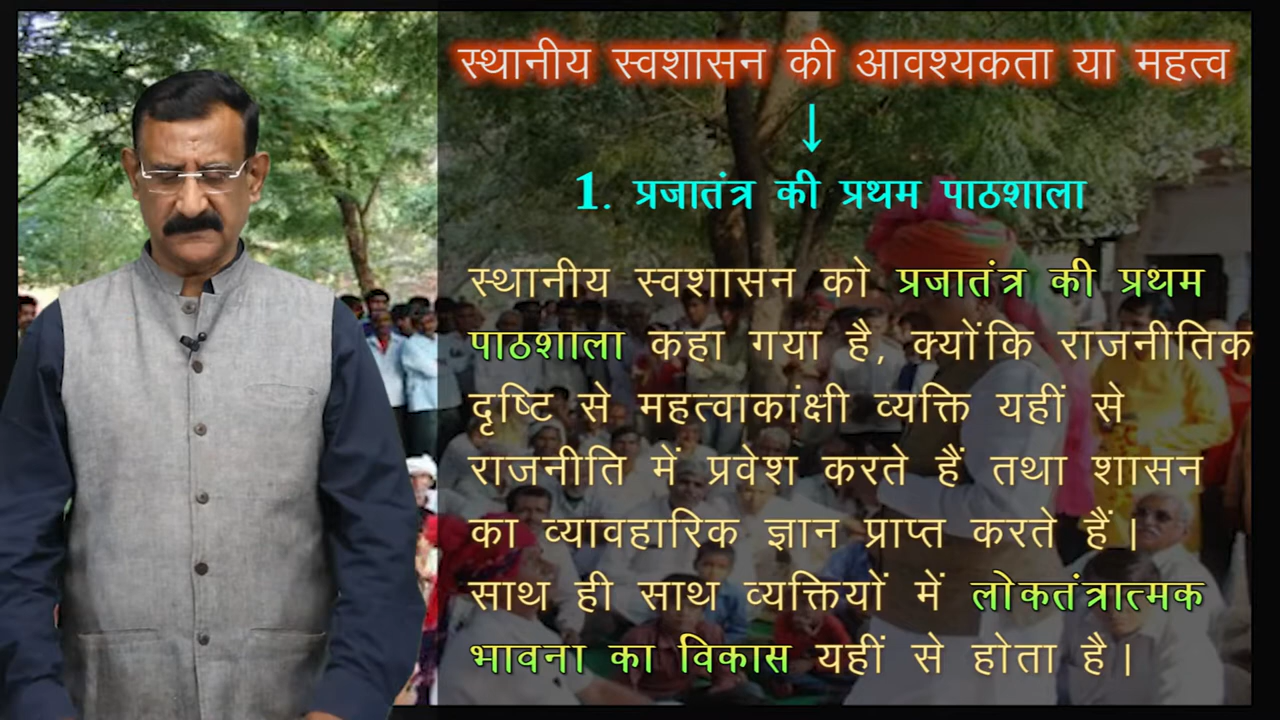 स्थानीय स्वशासन की आवश्यकता या महत्व
↓
1. प्रजातंत्र की प्रथम पाठशाला
स्थानीय स्वशासन को प्रजातंत्र की प्रथम
पाठशाला कहा गया है, क्योंकि राजनीतिक
दृष्टि से महत्वाकांक्षी व्यक्ति यहीं से
राजनीति में प्रवेश करते हैं तथा शासन
का व्यावहारिक ज्ञान प्राप्त करते हैं।
साथ ही साथ व्यक्तियों में लोकतंत्रात्मक
भावना का विकास यहीं से होता है।